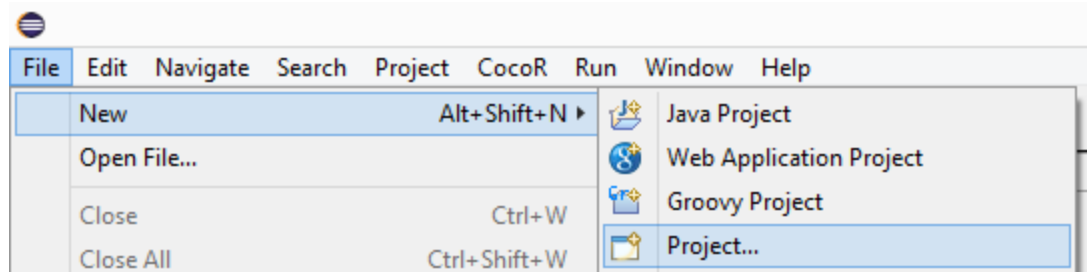 File Edit Navigate Search Project CocoR Run Window Help
New Alt+Shift+N
Open File...
Close Ctrl+W
Close All Ctrl+Shift+W
Java Project
Web Application Project
Groovy Project
Project...